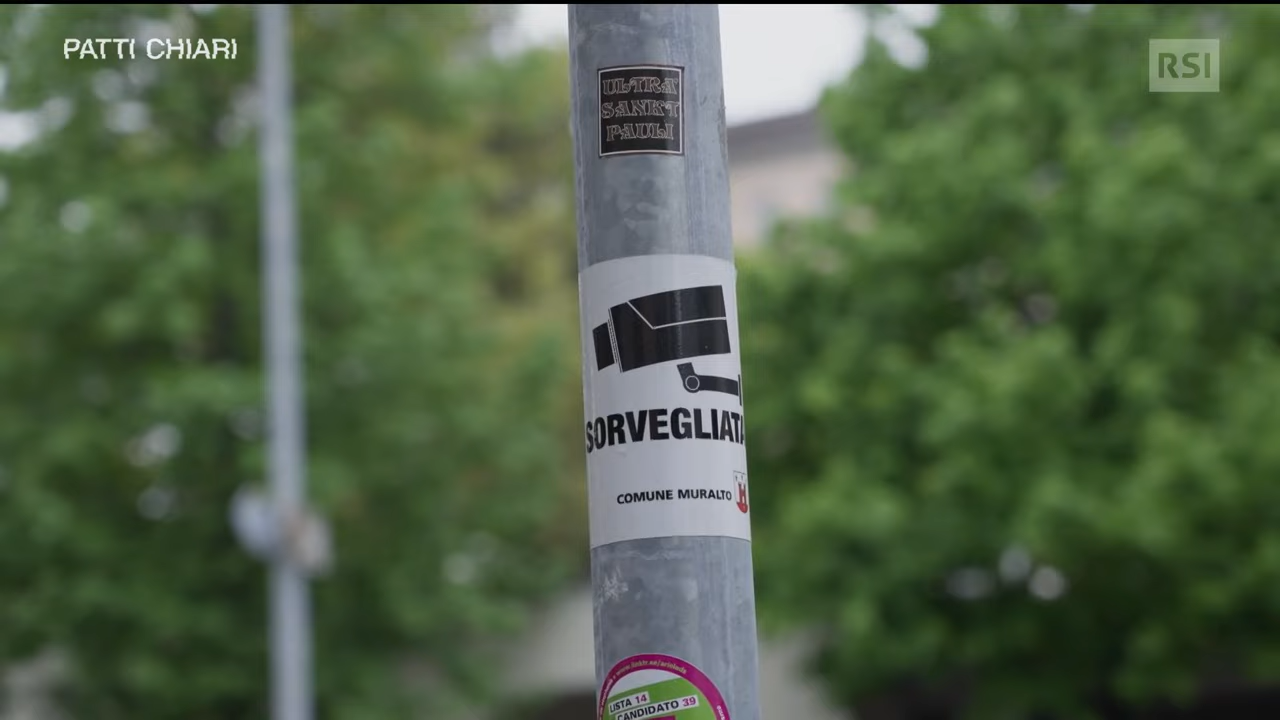 PATTI CHIARI
RSI
ULTRA
SANKT
PAULI
SORVEGLIATA
COMUNE MURALTO
LISTA 14
CANDIDATO 39